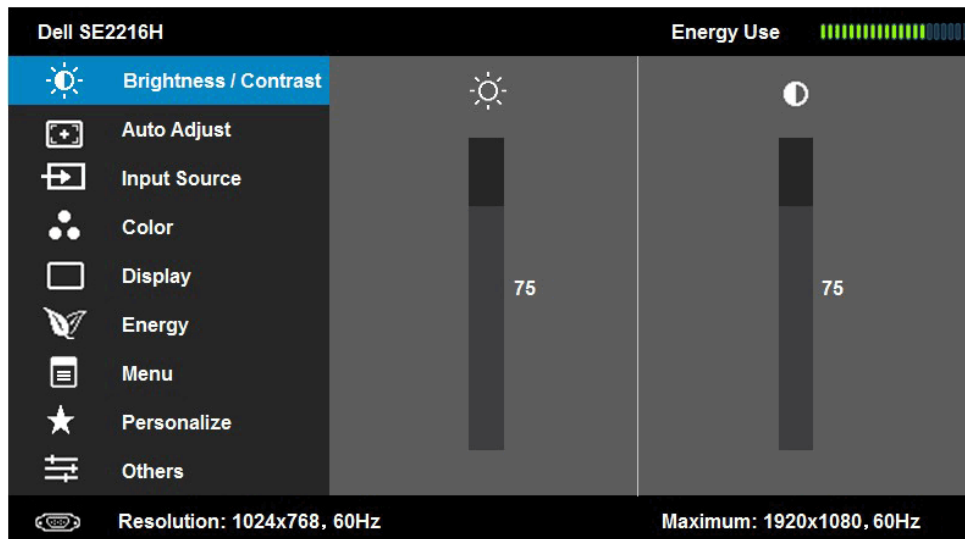 Dell SE2216H Energy Use
Brightness / Contrast
Auto Adjust
Input Source
Color
Display
75 75
Energy
Menu
Personalize
Others
Resolution: 1024x768, 60Hz Maximum: 1920x1080, 60Hz